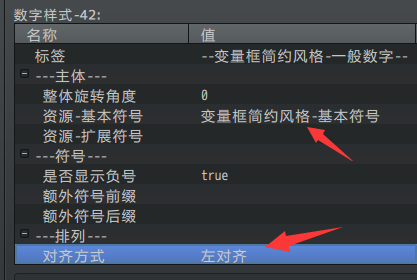 数字样式-42:
名称 值
标签 --变量框简约风格-一般数字--
---主体---
整体旋转角度 0
资源-基本符号 变量框简约风格-基本符号
资源-扩展符号
---符号---
是否显示负号 true
额外符号前缀
额外符号后缀
---排列---
对齐方式 左对齐